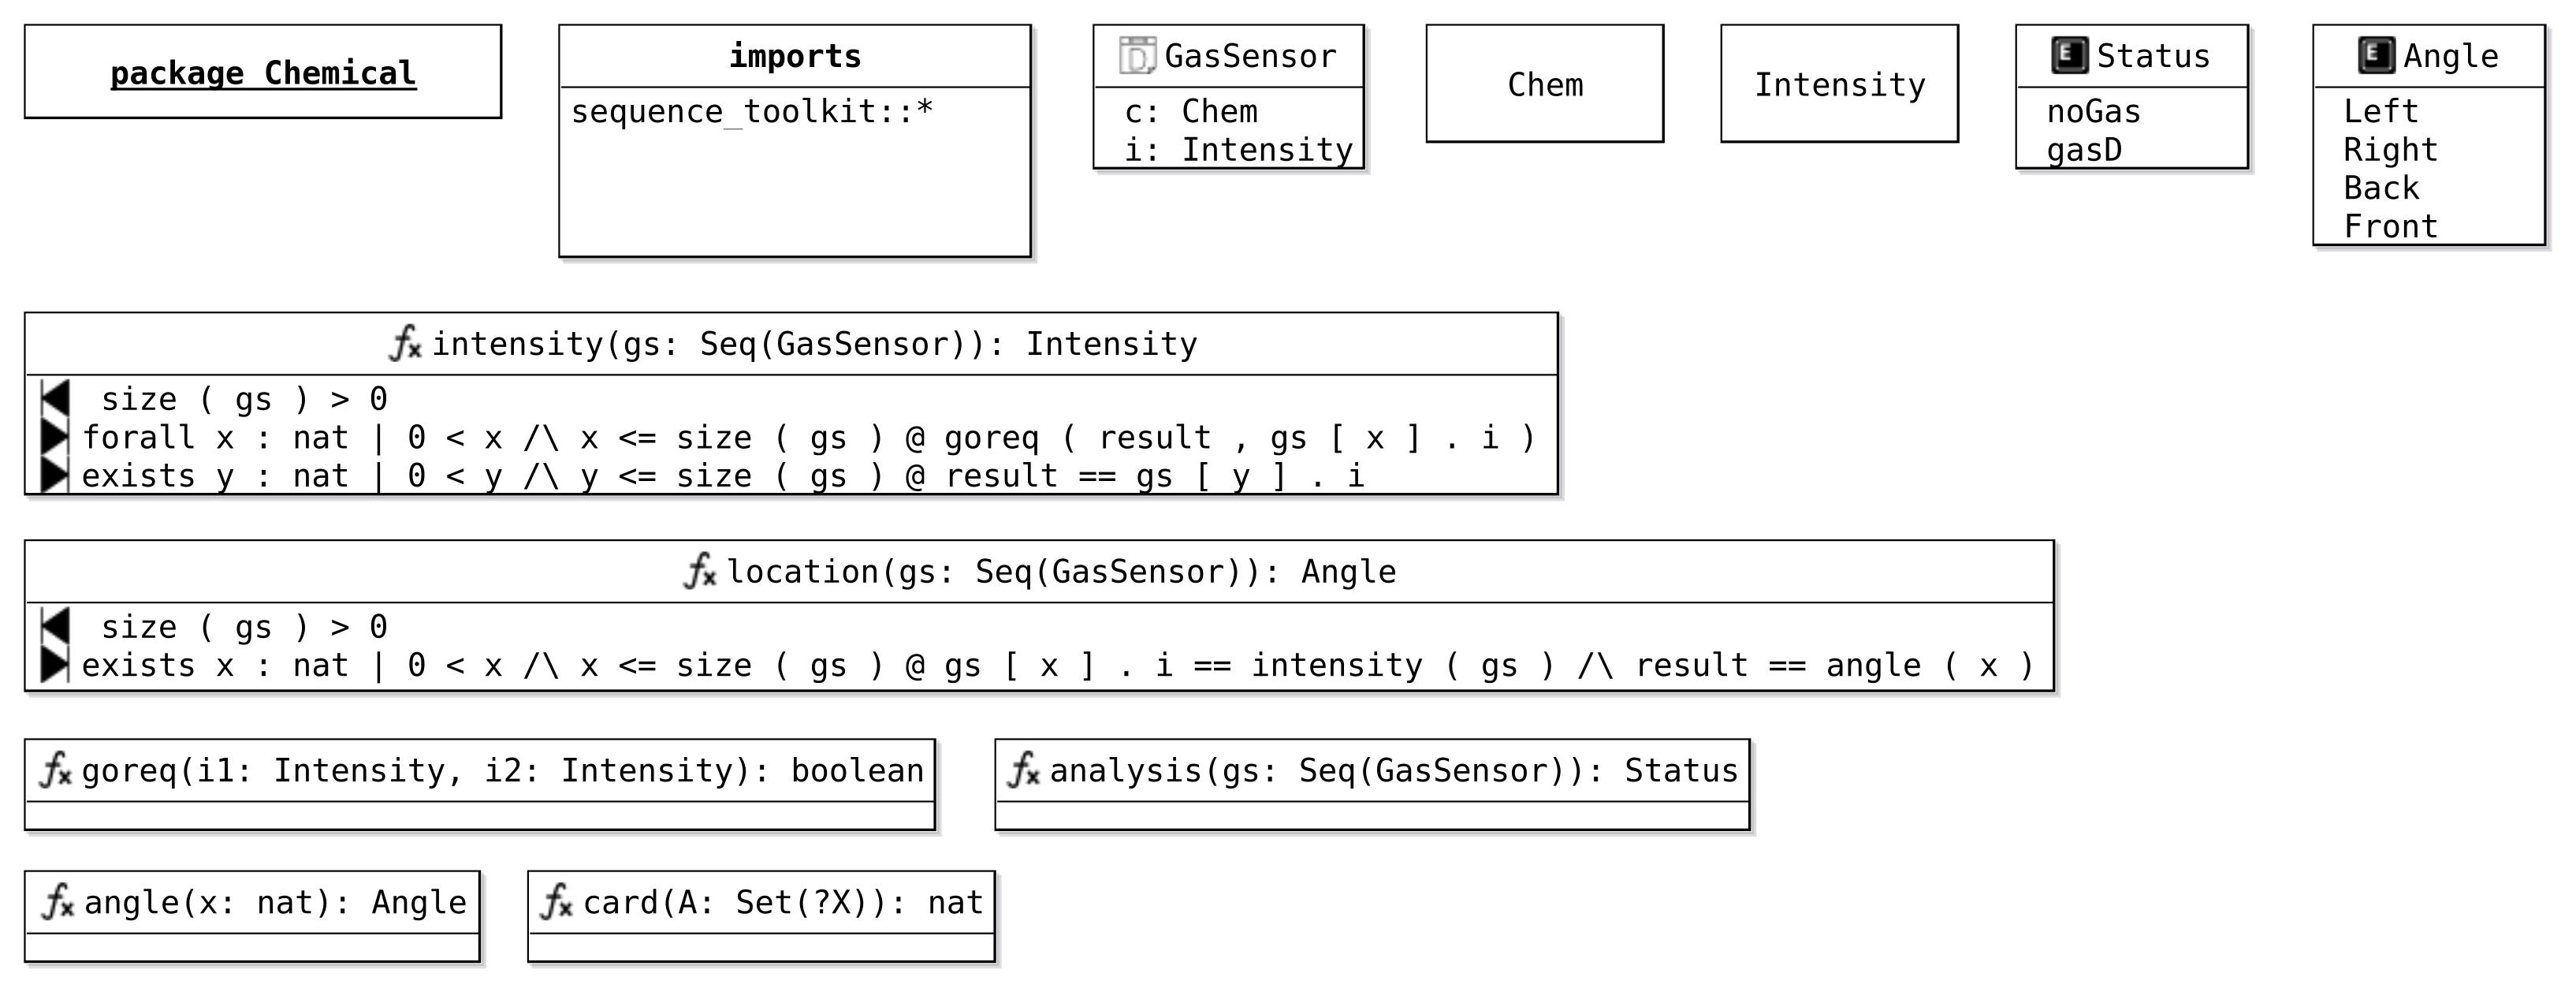 package Chemical
imports
sequence_toolkit::*
GasSensor
c: Chem
i: Intensity
Chem
Intensity
Status
noGas
gasD
Angle
Left
Right
Back
Front
intensity(gs: Seq(GasSensor)): Intensity
size ( gs ) > 0
forall x : nat | 0 < x /\ x <= size ( gs ) @ goreq ( result , gs [ x ] . i )
exists y : nat | 0 < y /\ y <= size ( gs ) @ result == gs [ y ] . i
location(gs: Seq(GasSensor)): Angle
size ( gs ) > 0
exists x : nat | 0 < x /\ x <= size ( gs ) @ gs [ x ] . i == intensity ( gs ) /\ result == angle ( x )
goreq(i1: Intensity, i2: Intensity): boolean
analysis(gs: Seq(GasSensor)): Status
angle(x: nat): Angle
card(A: Set(?X)): nat